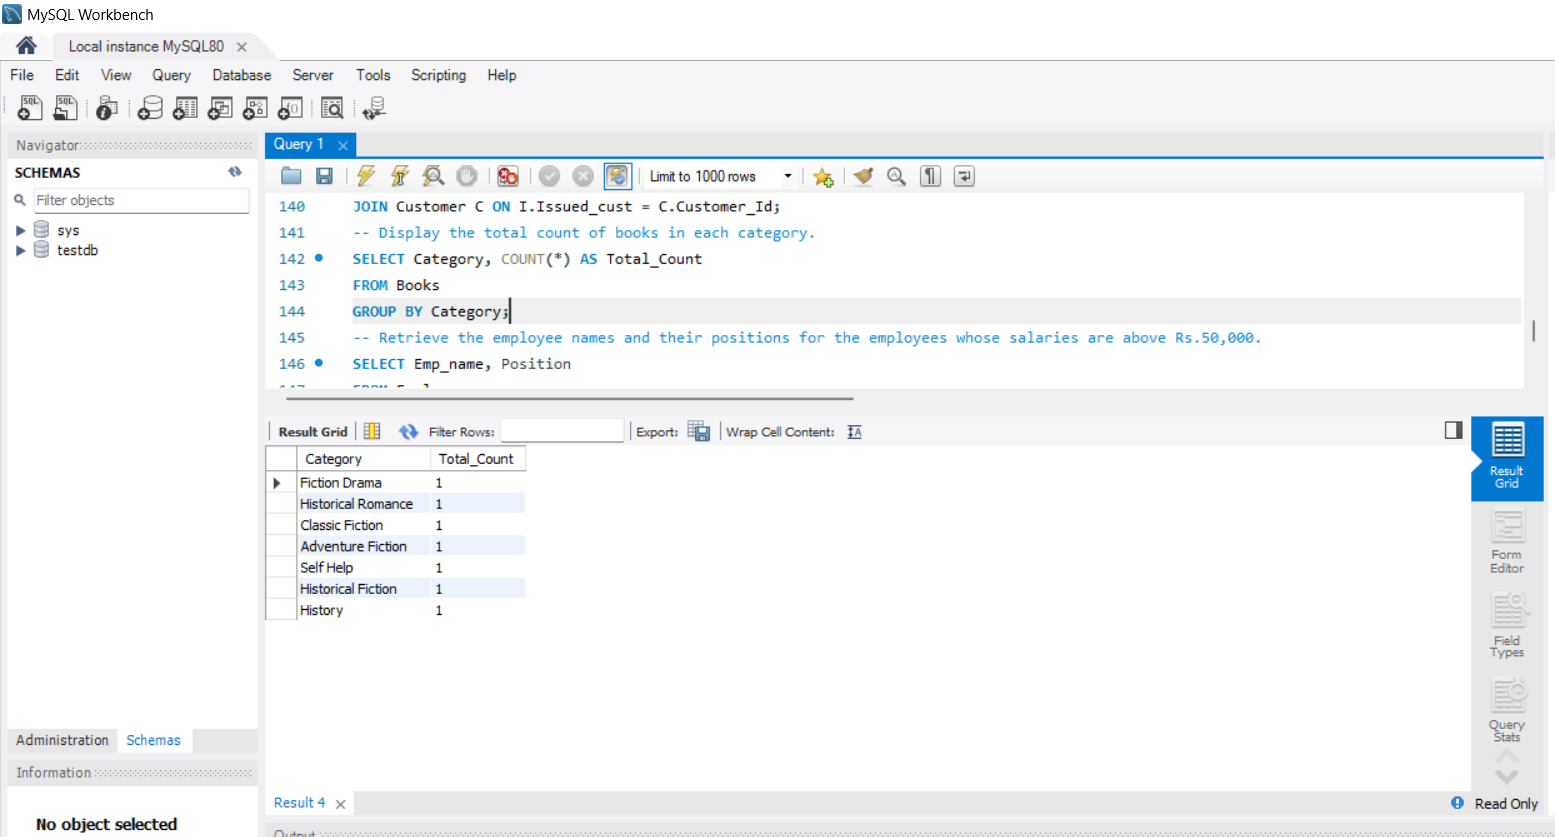 MySQL Workbench
Local instance MySQL80
File Edit View Query Database Server Tools Scripting Help
Navigator
SCHEMAS
Filter objects
sys
testdb
Administration Schemas
Information
No object selected
Query 1
Limit to 1000 rows
140 JOIN Customer C ON I.Issued_cust = C.Customer_Id;
141 -- Display the total count of books in each category.
142 SELECT Category, COUNT(*) AS Total_Count
143 FROM Books
144 GROUP BY Category;
145 -- Retrieve the employee names and their positions for the employees whose salaries are above Rs.50,000.
146 SELECT Emp_name, Position
Result Grid Filter Rows: Export: Wrap Cell Content:
Category Total_Count
Fiction Drama 1
Historical Romance 1
Classic Fiction 1
Adventure Fiction 1
Self Help 1
Historical Fiction 1
History 1
Result
Grid
Form
Editor
Field
Types
Query
Stats
Result 4
Read Only
Output